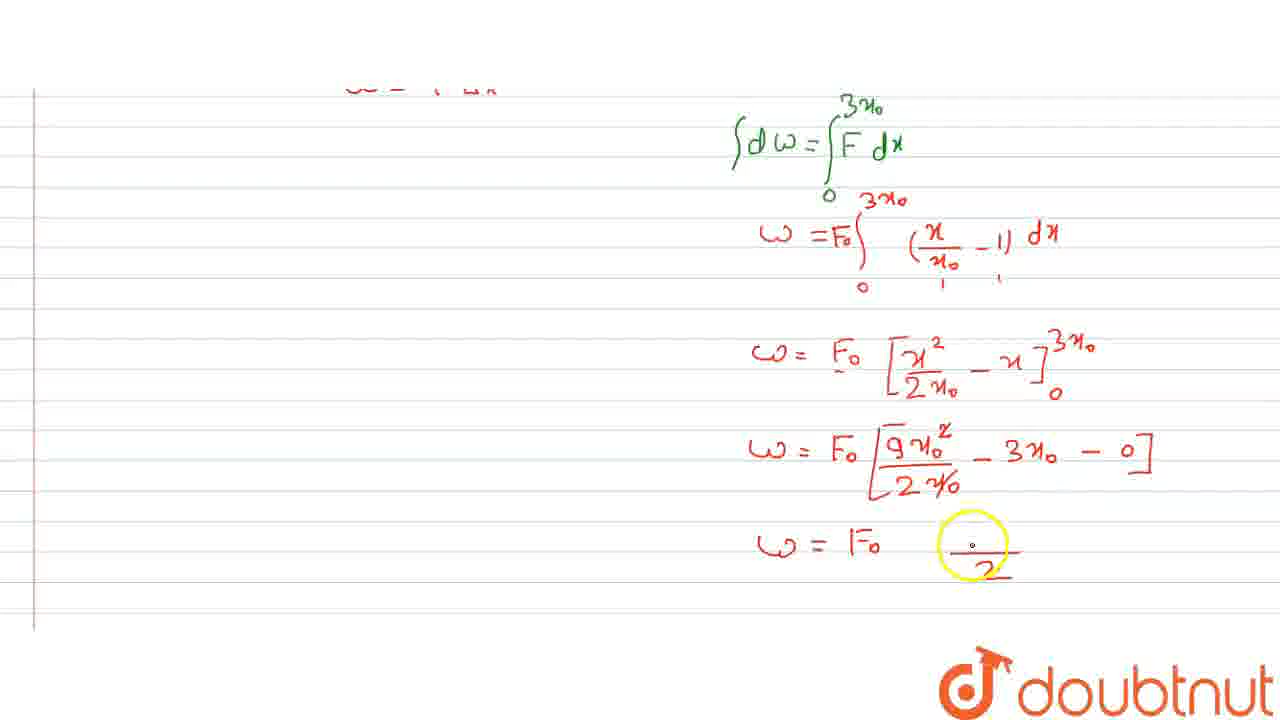 ∫dω = ∫₀^{3x₀} F dx
ω = F₀ ∫₀^{3x₀} (x/x₀ − 1) dx
ω = F₀ [x²/2x₀ − x]₀^{3x₀}
ω = F₀ [9x₀²/2x₀ − 3x₀ − 0]
ω = F₀ /2
doubtnut